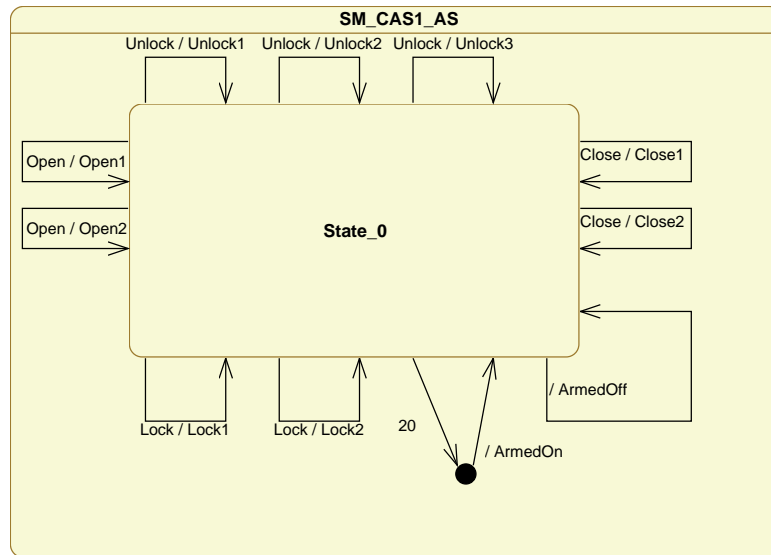 SM_CAS1_AS
Unlock / Unlock1
Unlock / Unlock2
Unlock / Unlock3
Open / Open1
Close / Close1
Open / Open2
Close / Close2
State_0
/ ArmedOff
Lock / Lock1
Lock / Lock2
20
/ ArmedOn